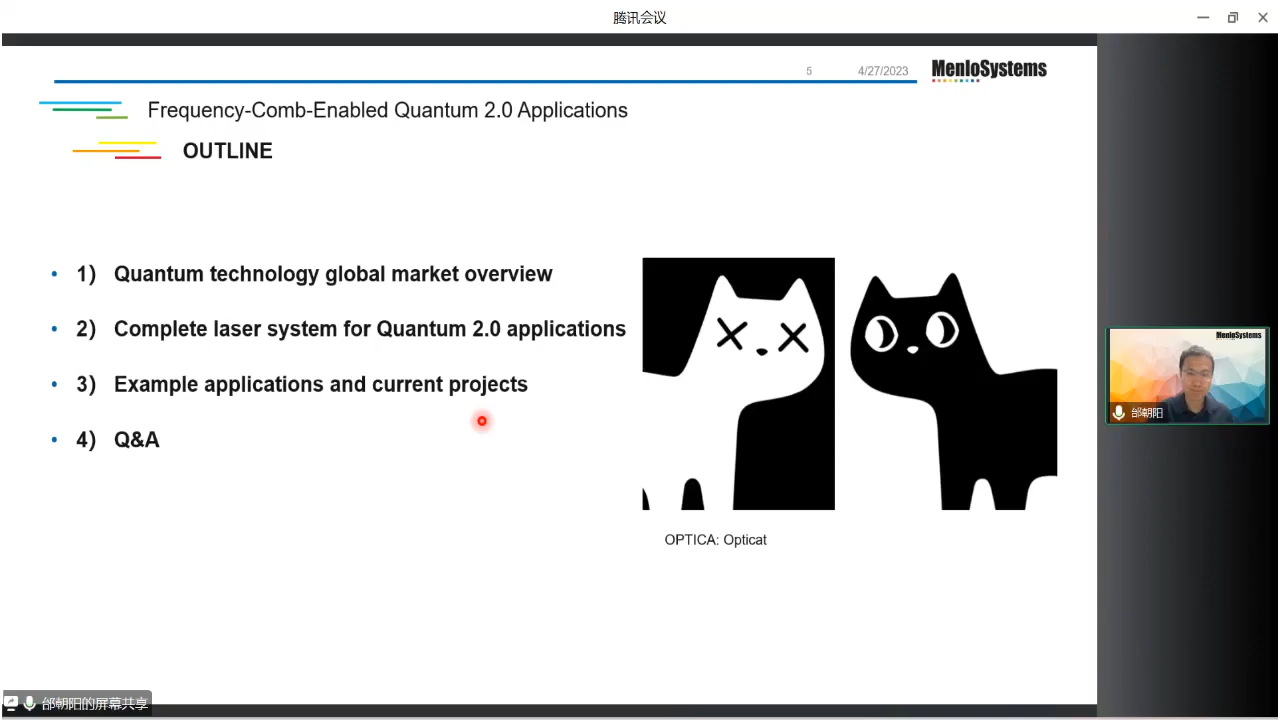 腾讯会议
5 4/27/2023 MenloSystems
Frequency-Comb-Enabled Quantum 2.0 Applications
OUTLINE
• 1) Quantum technology global market overview
• 2) Complete laser system for Quantum 2.0 applications
• 3) Example applications and current projects
• 4) Q&A
OPTICA: Opticat
MenloSystems
邰朝阳
邰朝阳的屏幕共享